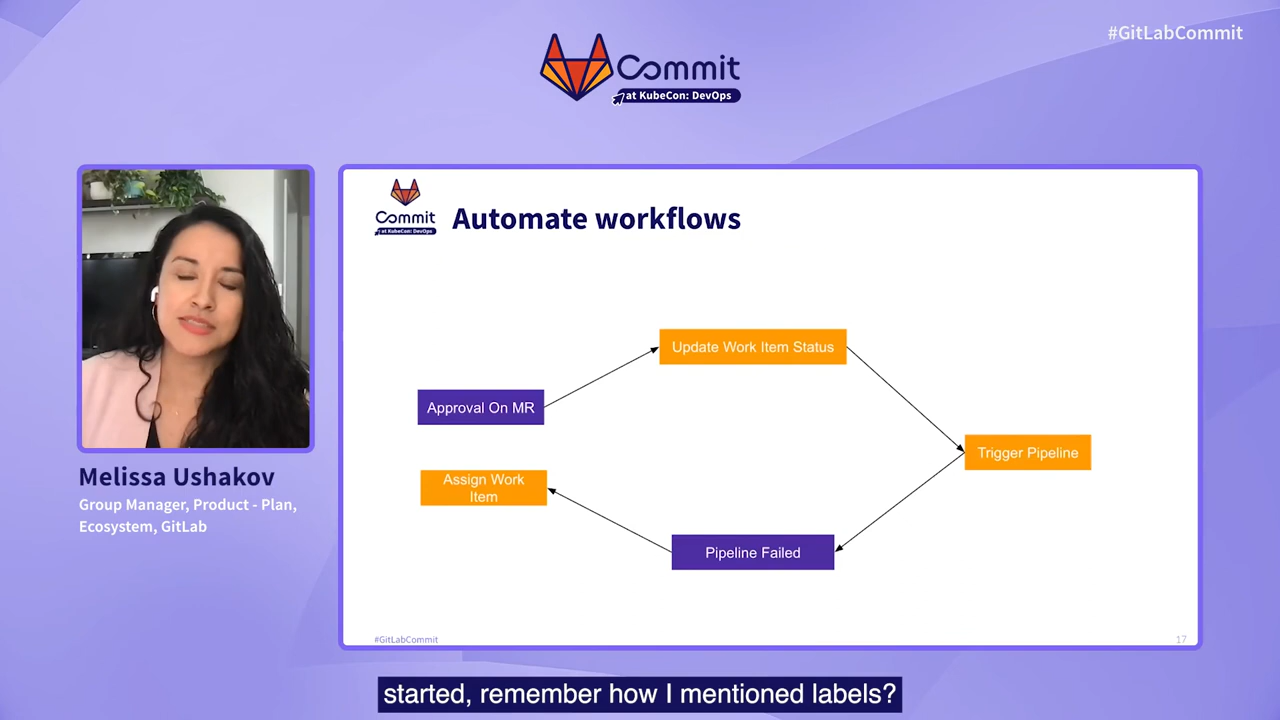 #GitLabCommit
Commit
at KubeCon: DevOps
Commit
at KubeCon: DevOps
Automate workflows
Update Work Item Status
Approval On MR
Trigger Pipeline
Assign Work
Item
Pipeline Failed
#GitLabCommit
17
Melissa Ushakov
Group Manager, Product - Plan,
Ecosystem, GitLab
started, remember how I mentioned labels?